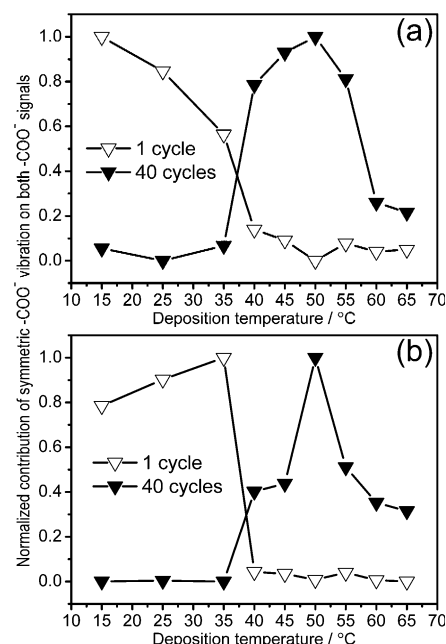 Normalized contribution of symmetric -COO⁻ vibration on both -COO⁻ signals
(a)
1.0
0.8
0.6
0.4
0.2
0.0
1 cycle
40 cycles
10 15 20 25 30 35 40 45 50 55 60 65 70
Deposition temperature / °C
(b)
1.0
0.8
0.6
0.4
0.2
0.0
1 cycle
40 cycles
10 15 20 25 30 35 40 45 50 55 60 65 70
Deposition temperature / °C